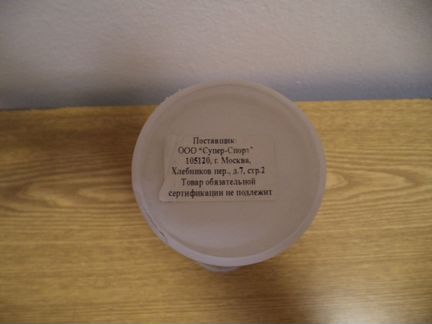 Поставщик:
ООО "Супер-Спорт"
105120, г. Москва,
Хлебников пер., д.7, стр.2
Товар обязательной
сертификации не подлежит